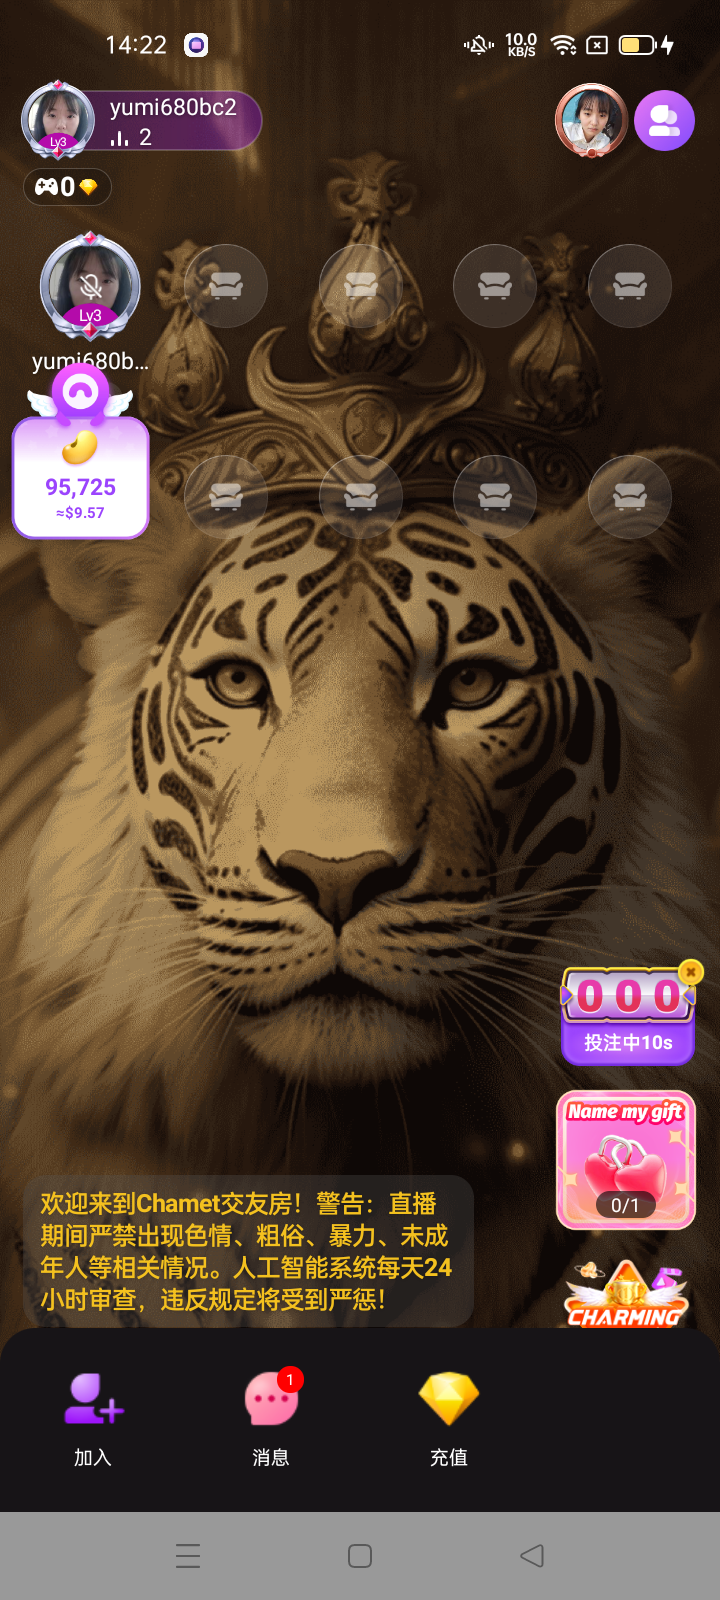 14:22
10.0
KB/S
yumi680bc2
2
Lv3
0
Lv3
yumi680b...
95,725
≈$9.57
0 0 0
投注中10s
Name my gift
0/1
欢迎来到Chamet交友房！警告：直播
期间严禁出现色情、粗俗、暴力、未成
年人等相关情况。人工智能系统每天24
小时审查，违反规定将受到严惩！
CHARMING
1
加入
消息
充值